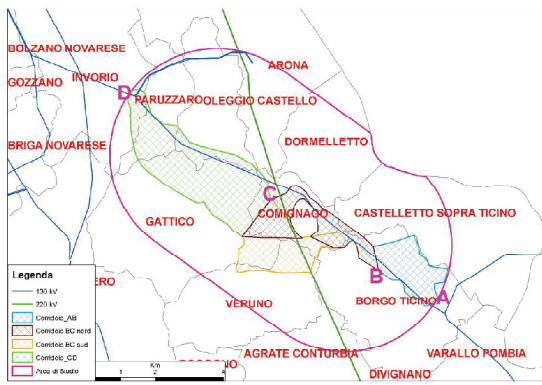 BOLZANO NOVARESE
ARONA
GOZZANO
INVORIO
D
PARUZZARO
OLEGGIO CASTELLO
DORMELLETTO
BRIGA NOVARESE
C
COMIGNAGO
CASTELLETTO SOPRA TICINO
GATTICO
B
A
BORGO TICINO
VERUNO
AGRATE CONTURBIA
VARALLO POMBIA
DIVIGNANO
Legenda
130 kV
220 kV
Corridoio_AB
Corridoio BC nord
Corridoio BC sud
Corridoio_CD
Area di Studio
Km
1 2 4